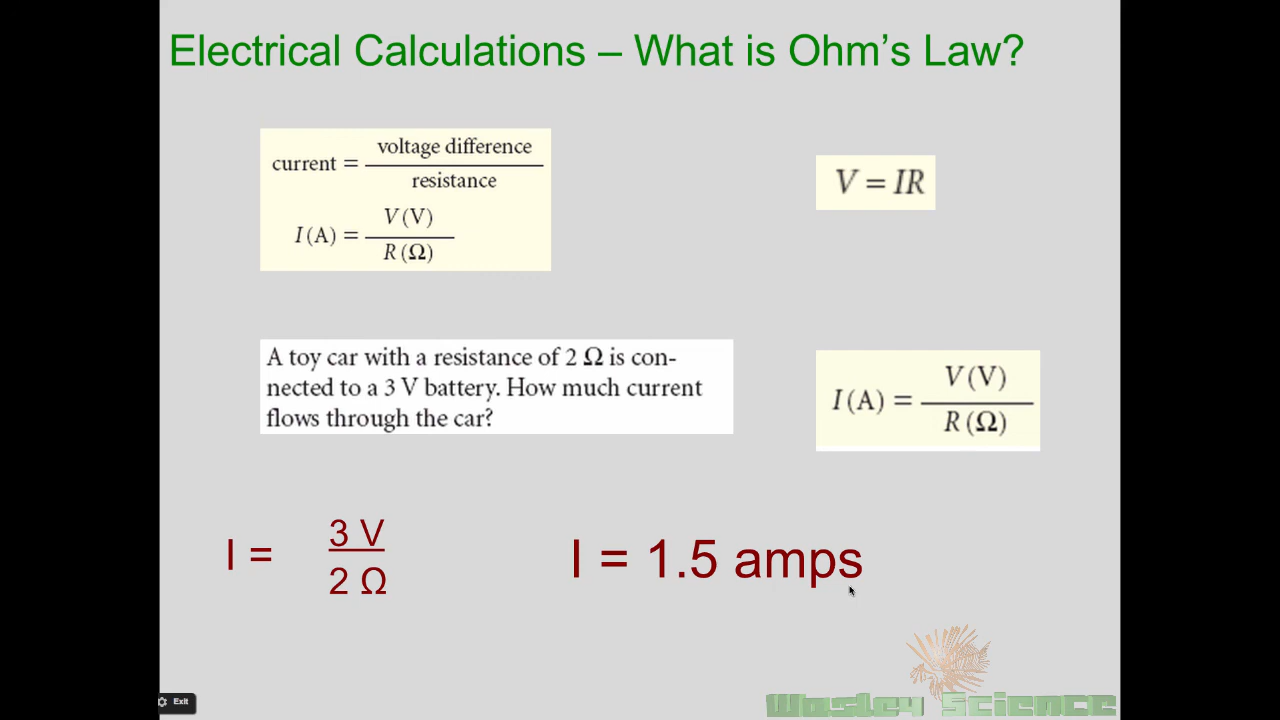 Electrical Calculations – What is Ohm's Law?
current = voltage difference / resistance
I (A) = V (V) / R (Ω)
V = IR
A toy car with a resistance of 2 Ω is con-
nected to a 3 V battery. How much current
flows through the car?
I (A) = V (V) / R (Ω)
I = 3 V / 2 Ω
I = 1.5 amps
Exit
Wasley Science